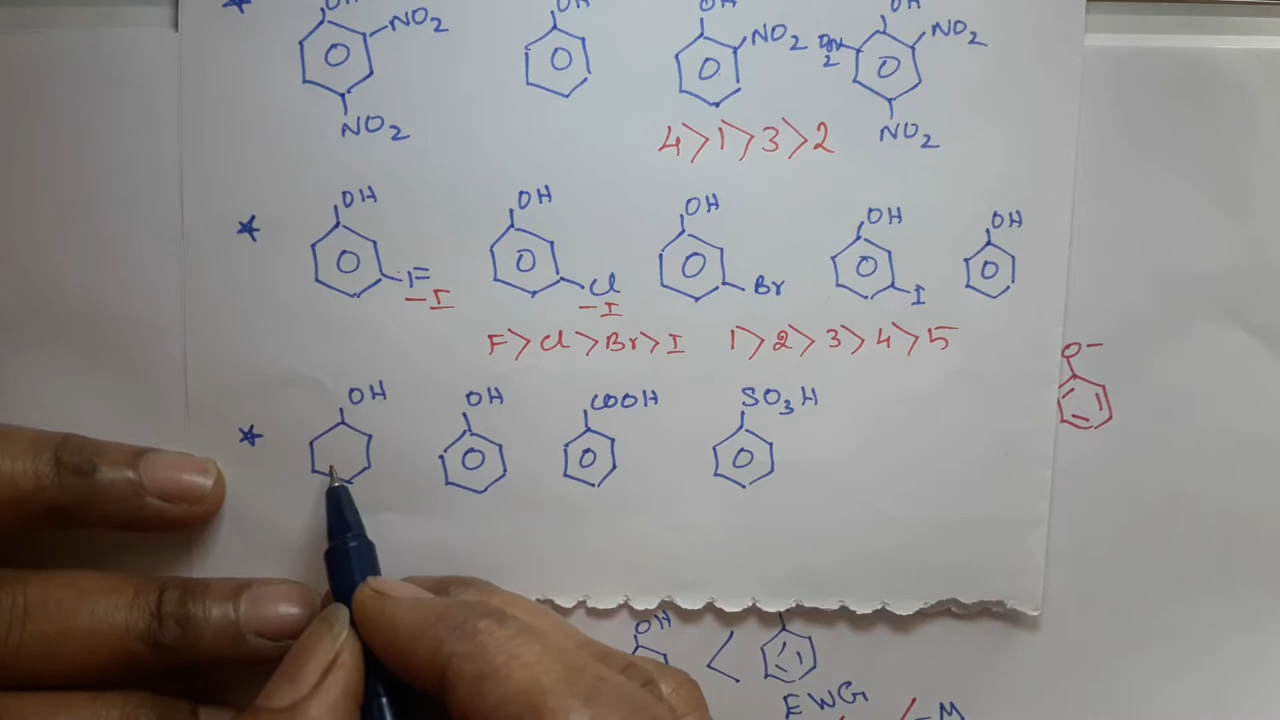 OH OH OH OH
NO2 NO2 O2N NO2
NO2 NO2
4>1>3>2
* OH OH OH OH OH
F Cl Br I
-I -I
F>Cl>Br>I 1>2>3>4>5
O-
* OH OH COOH SO3H
OH <
EWG -M